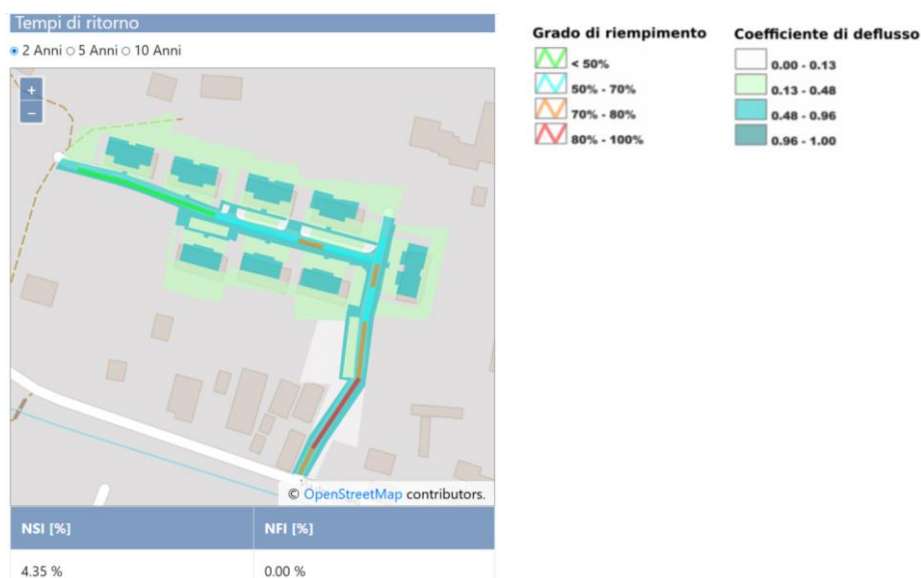 Tempi di ritorno
2 Anni 5 Anni 10 Anni
+
−
© OpenStreetMap contributors.
NSI [%] NFI [%]
4.35 % 0.00 %
Grado di riempimento
< 50%
50% - 70%
70% - 80%
80% - 100%
Coefficiente di deflusso
0.00 - 0.13
0.13 - 0.48
0.48 - 0.96
0.96 - 1.00